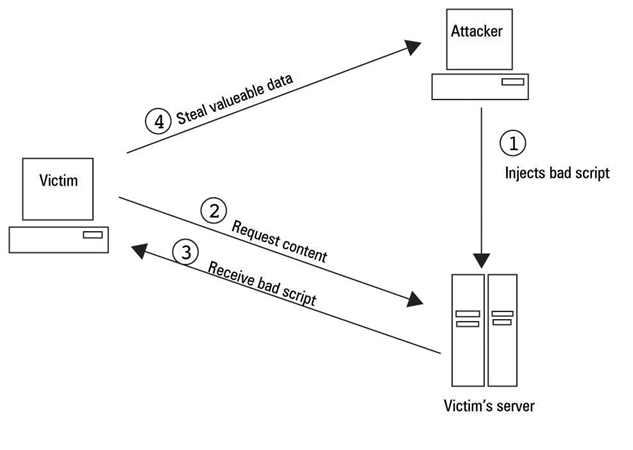 Attacker
4 Steal valueable data
1
Injects bad script
Victim
2 Request content
3 Receive bad script
Victim's server